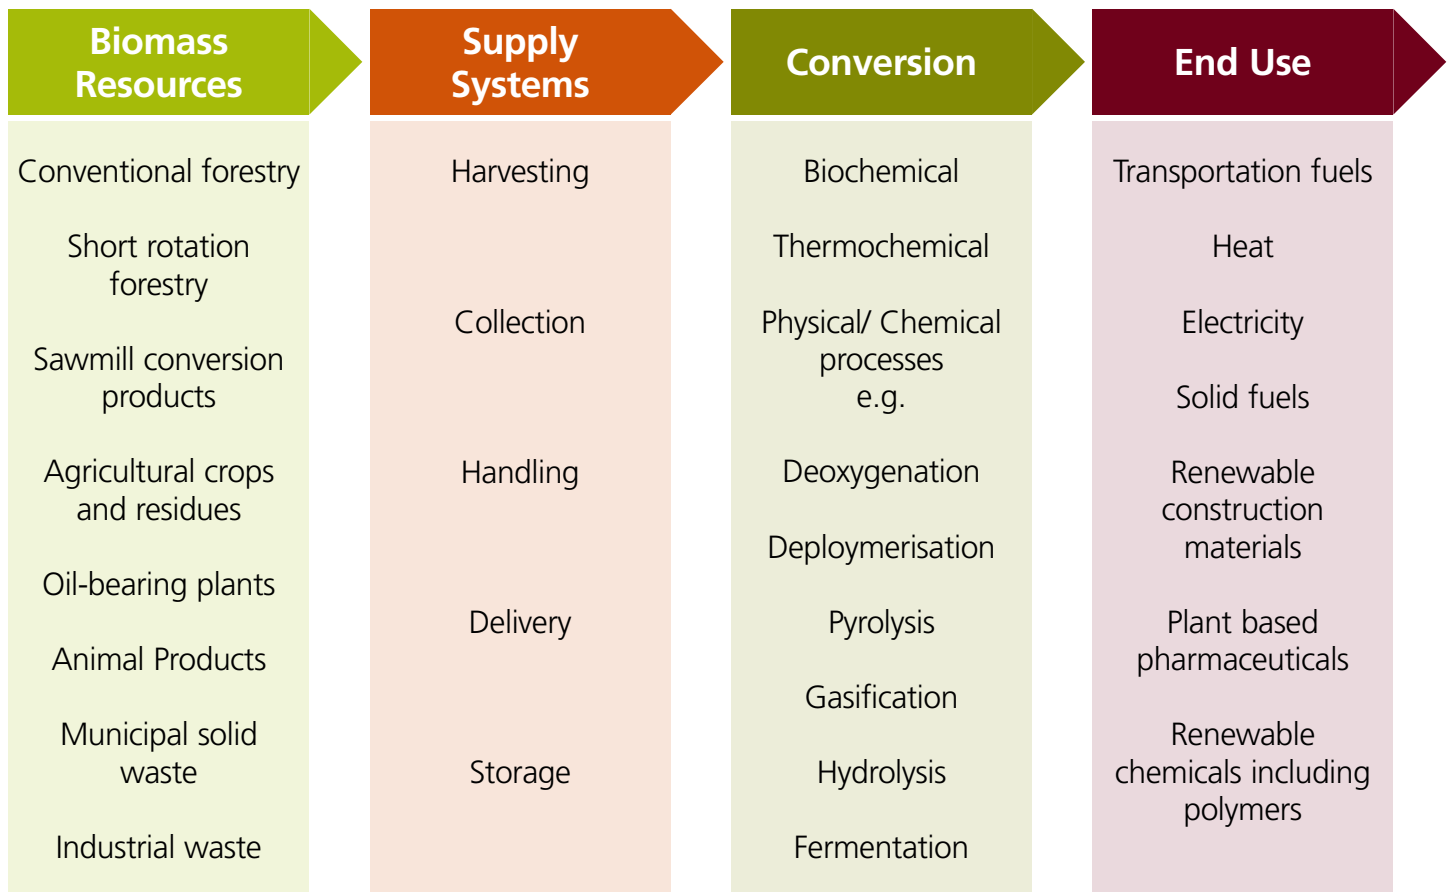 Biomass
Resources
Conventional forestry
Short rotation
forestry
Sawmill conversion
products
Agricultural crops
and residues
Oil-bearing plants
Animal Products
Municipal solid
waste
Industrial waste
Supply
Systems
Harvesting
Collection
Handling
Delivery
Storage
Conversion
Biochemical
Thermochemical
Physical/ Chemical
processes
e.g.
Deoxygenation
Deploymerisation
Pyrolysis
Gasification
Hydrolysis
Fermentation
End Use
Transportation fuels
Heat
Electricity
Solid fuels
Renewable
construction
materials
Plant based
pharmaceuticals
Renewable
chemicals including
polymers